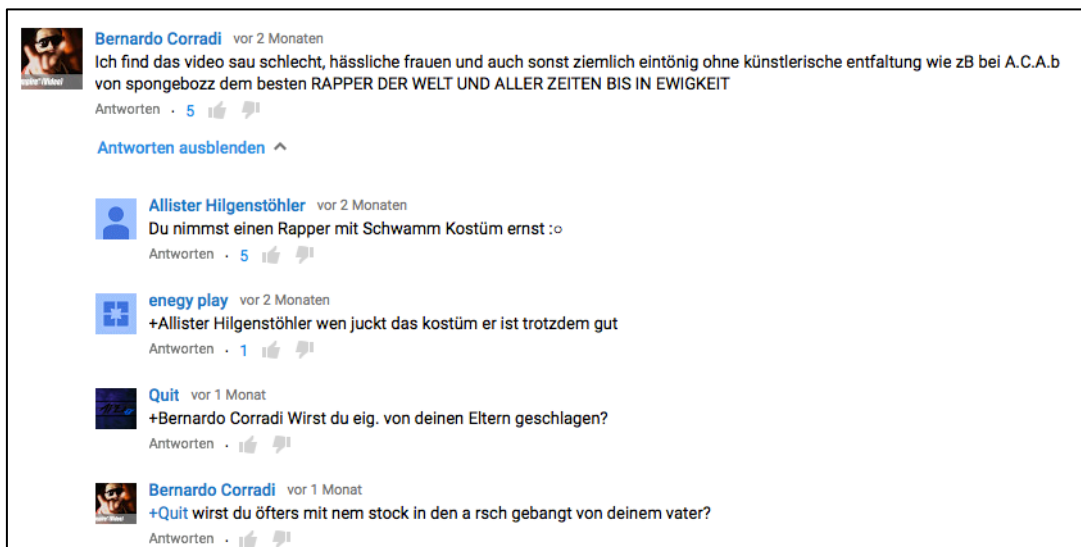 Bernardo Corradi vor 2 Monaten
Ich find das video sau schlecht, hässliche frauen und auch sonst ziemlich eintönig ohne künstlerische entfaltung wie zB bei A.C.A.b
von spongebozz dem besten RAPPER DER WELT UND ALLER ZEITEN BIS IN EWIGKEIT
Antworten · 5
Antworten ausblenden
Allister Hilgenstöhler vor 2 Monaten
Du nimmst einen Rapper mit Schwamm Kostüm ernst :○
Antworten · 5
enegy play vor 2 Monaten
+Allister Hilgenstöhler wen juckt das kostüm er ist trotzdem gut
Antworten · 1
Quit vor 1 Monat
+Bernardo Corradi Wirst du eig. von deinen Eltern geschlagen?
Antworten ·
Bernardo Corradi vor 1 Monat
+Quit wirst du öfters mit nem stock in den a rsch gebangt von deinem vater?
Antworten ·